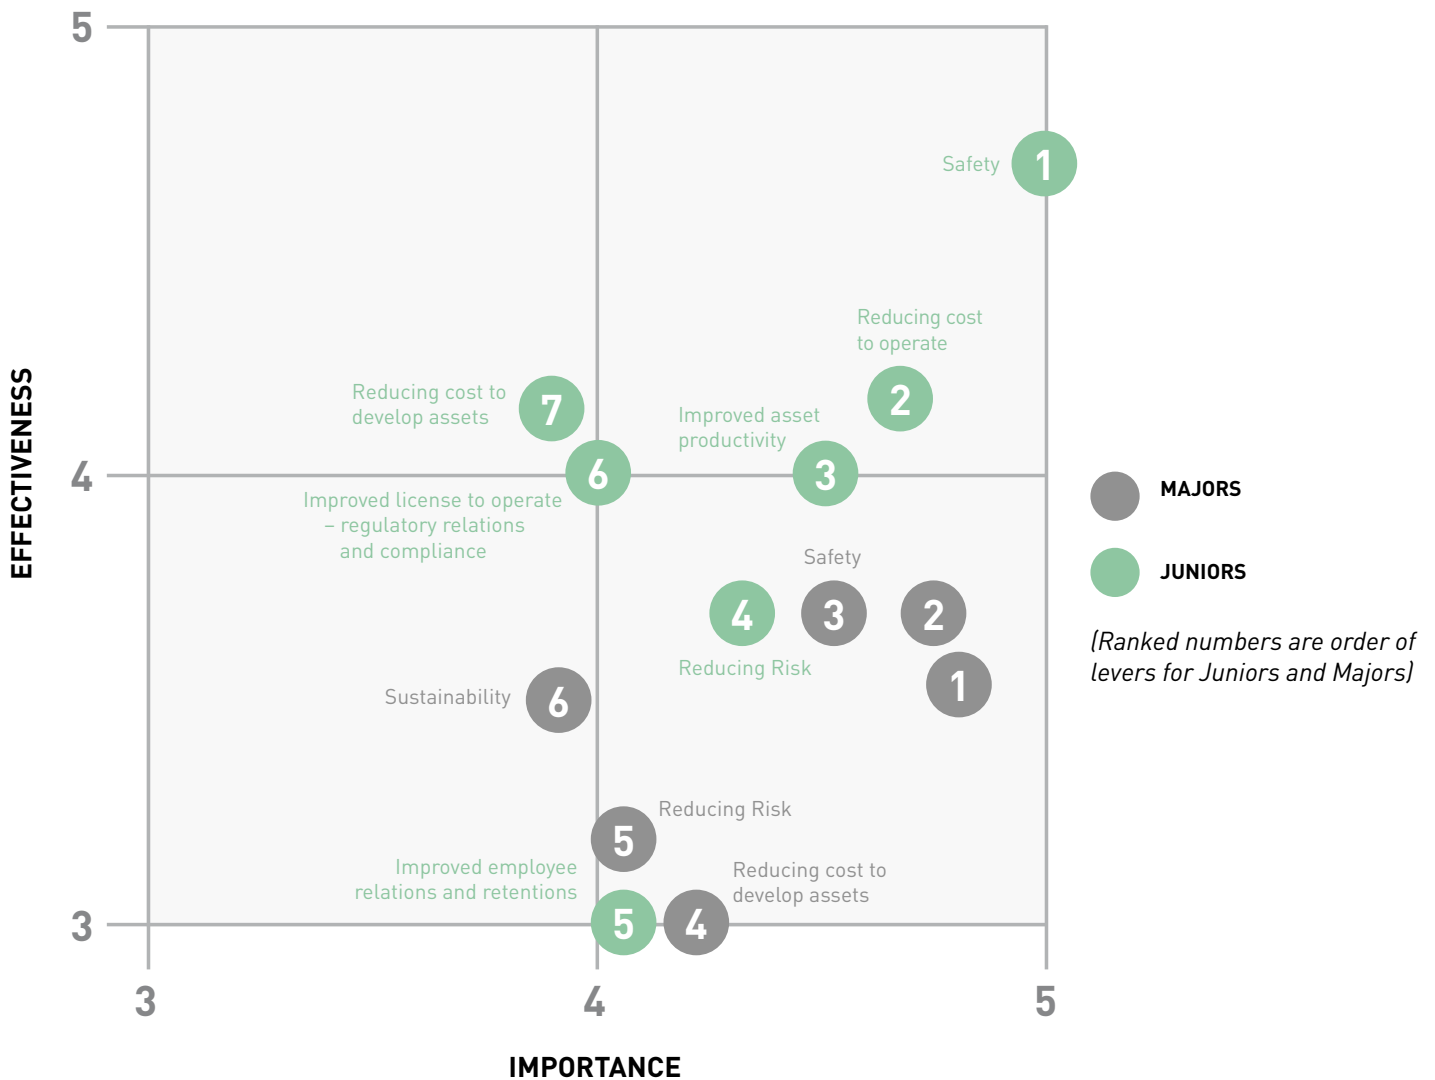 5
Safety
1
Reducing cost
to operate
2
Reducing cost to
develop assets
7
Improved asset
productivity
3
6
4
Improved license to operate
– regulatory relations
and compliance
EFFECTIVENESS
MAJORS
JUNIORS
(Ranked numbers are order of
levers for Juniors and Majors)
Safety
4
3
2
Reducing Risk
1
Sustainability
6
Reducing Risk
5
Improved employee
relations and retentions
Reducing cost to
develop assets
5
4
3
3
4
5
IMPORTANCE